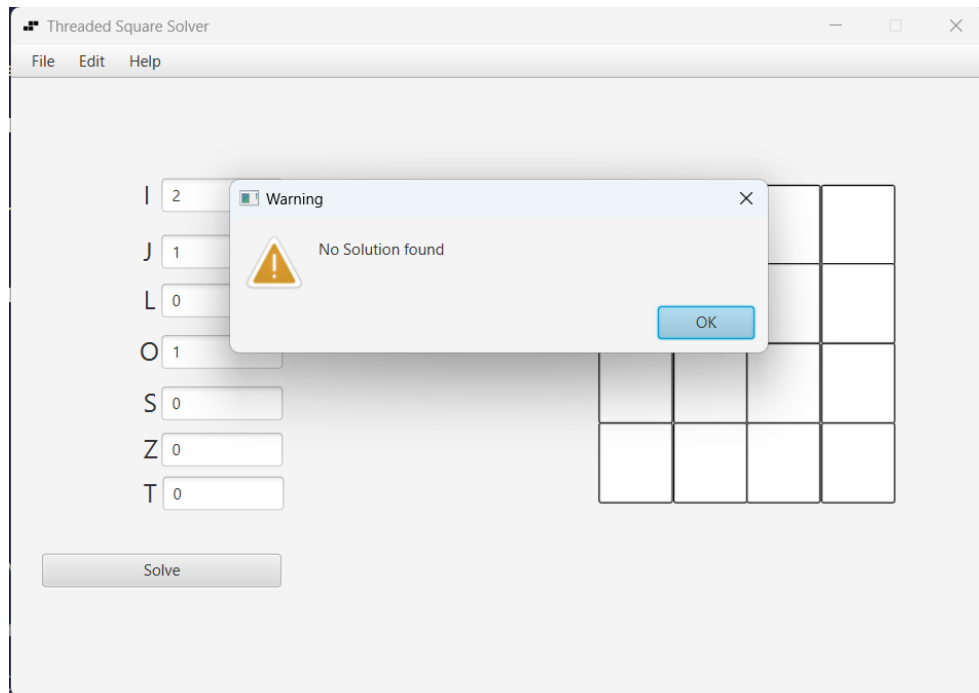 Threaded Square Solver
File Edit Help
I 2
Warning
No Solution found
OK
J 1
L 0
O 1
S 0
Z 0
T 0
Solve